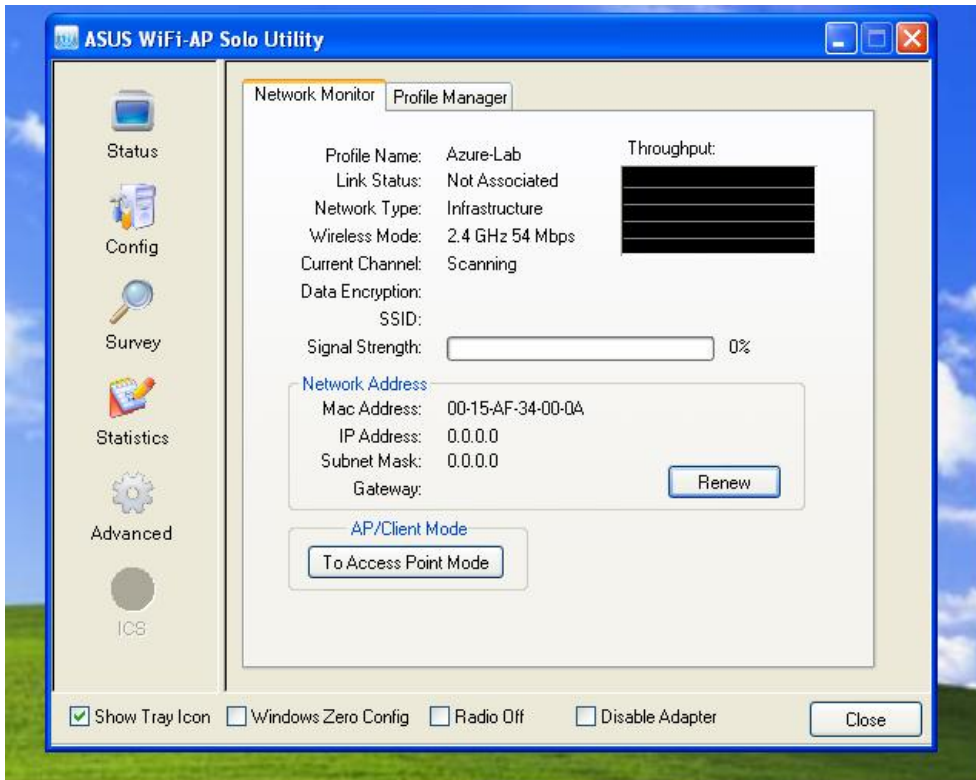 ASUS WiFi-AP Solo Utility
Status
Config
Survey
Statistics
Advanced
ICS
Network Monitor Profile Manager
Profile Name: Azure-Lab
Link Status: Not Associated
Network Type: Infrastructure
Wireless Mode: 2.4 GHz 54 Mbps
Current Channel: Scanning
Data Encryption:
SSID:
Signal Strength: 0%
Throughput:
Network Address
Mac Address: 00-15-AF-34-00-0A
IP Address: 0.0.0.0
Subnet Mask: 0.0.0.0
Gateway:
Renew
AP/Client Mode
To Access Point Mode
Show Tray Icon Windows Zero Config Radio Off Disable Adapter Close